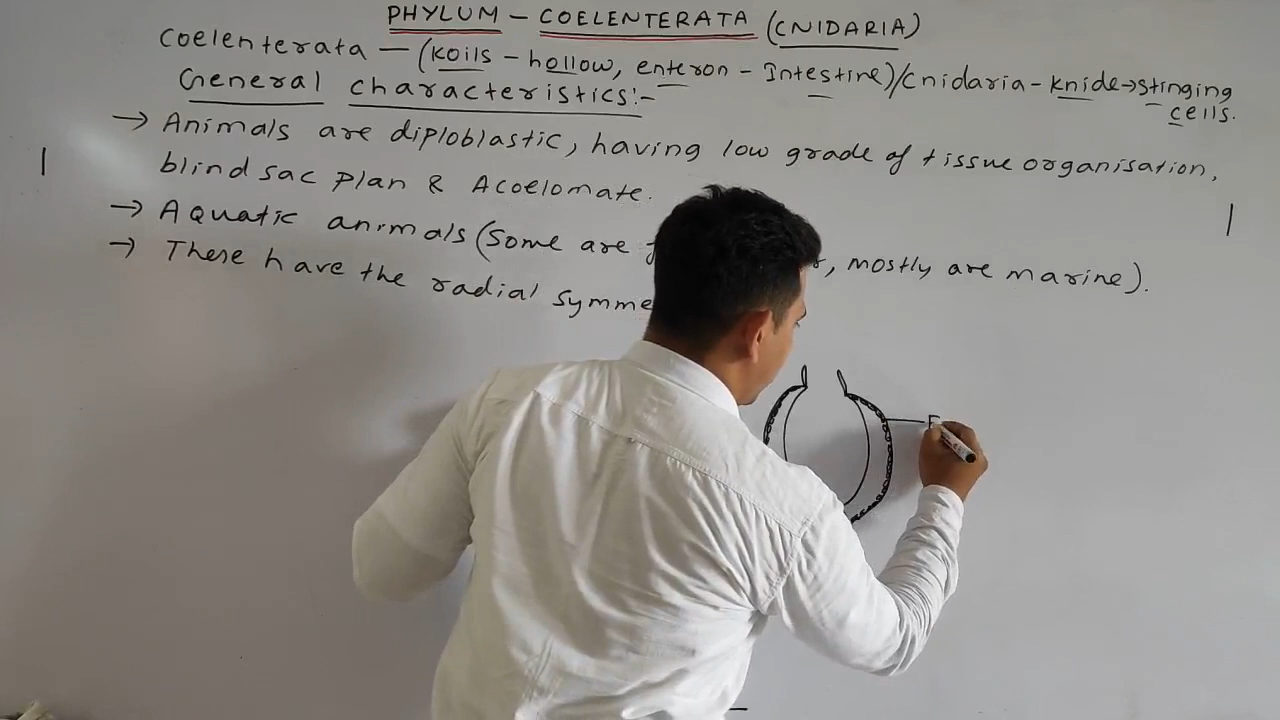 PHYLUM - COELENTERATA (CNIDARIA)
Coelenterata — (koils - hollow, enteron - Intestine)/cnidaria - knide → stinging cells.
General characteristics:-
→ Animals are diploblastic, having low grade of tissue organisation,
blind sac plan & Acoelomate.
→ Aquatic animals (some are , mostly are marine).
→ These have the radial symme